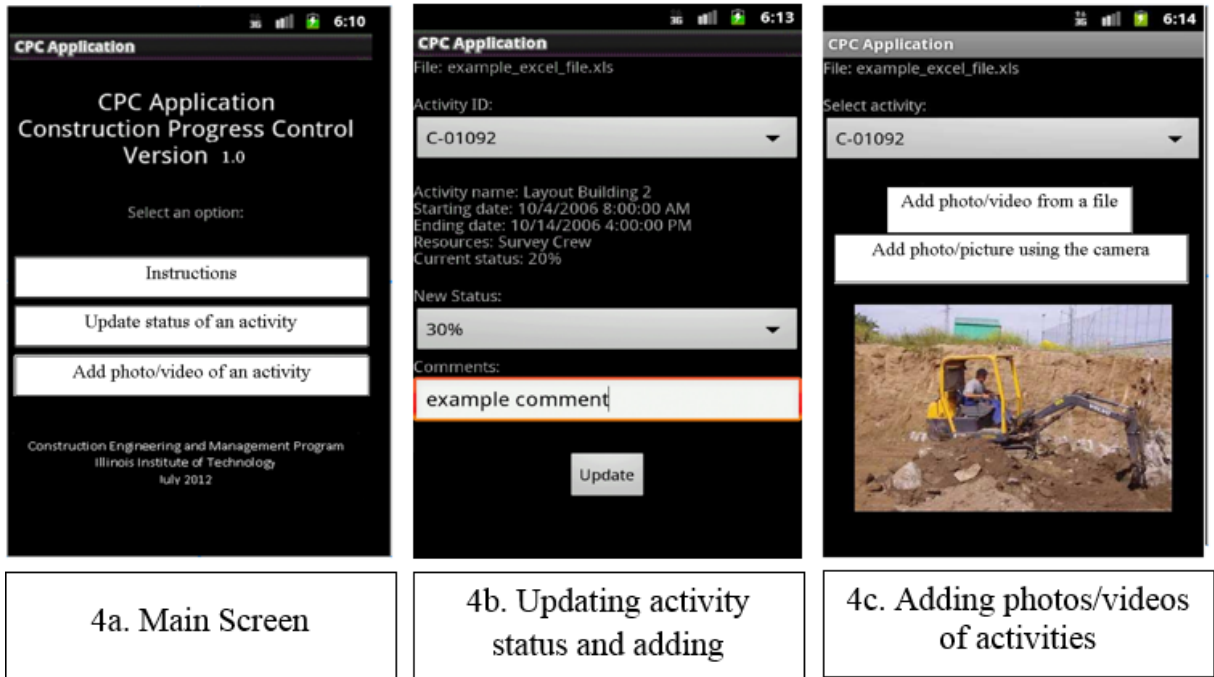 3G 6:10
CPC Application
CPC Application
Construction Progress Control
Version 1.0
Select an option:
Instructions
Update status of an activity
Add photo/video of an activity
Construction Engineering and Management Program
Illinois Institute of Technology
July 2012
4a. Main Screen
3G 6:13
CPC Application
File: example_excel_file.xls
Activity ID:
C-01092
Activity name: Layout Building 2
Starting date: 10/4/2006 8:00:00 AM
Ending date: 10/14/2006 4:00:00 PM
Resources: Survey Crew
Current status: 20%
New Status:
30%
Comments:
example comment
Update
4b. Updating activity
status and adding
3G 6:14
CPC Application
File: example_excel_file.xls
Select activity:
C-01092
Add photo/video from a file
Add photo/picture using the camera
4c. Adding photos/videos
of activities